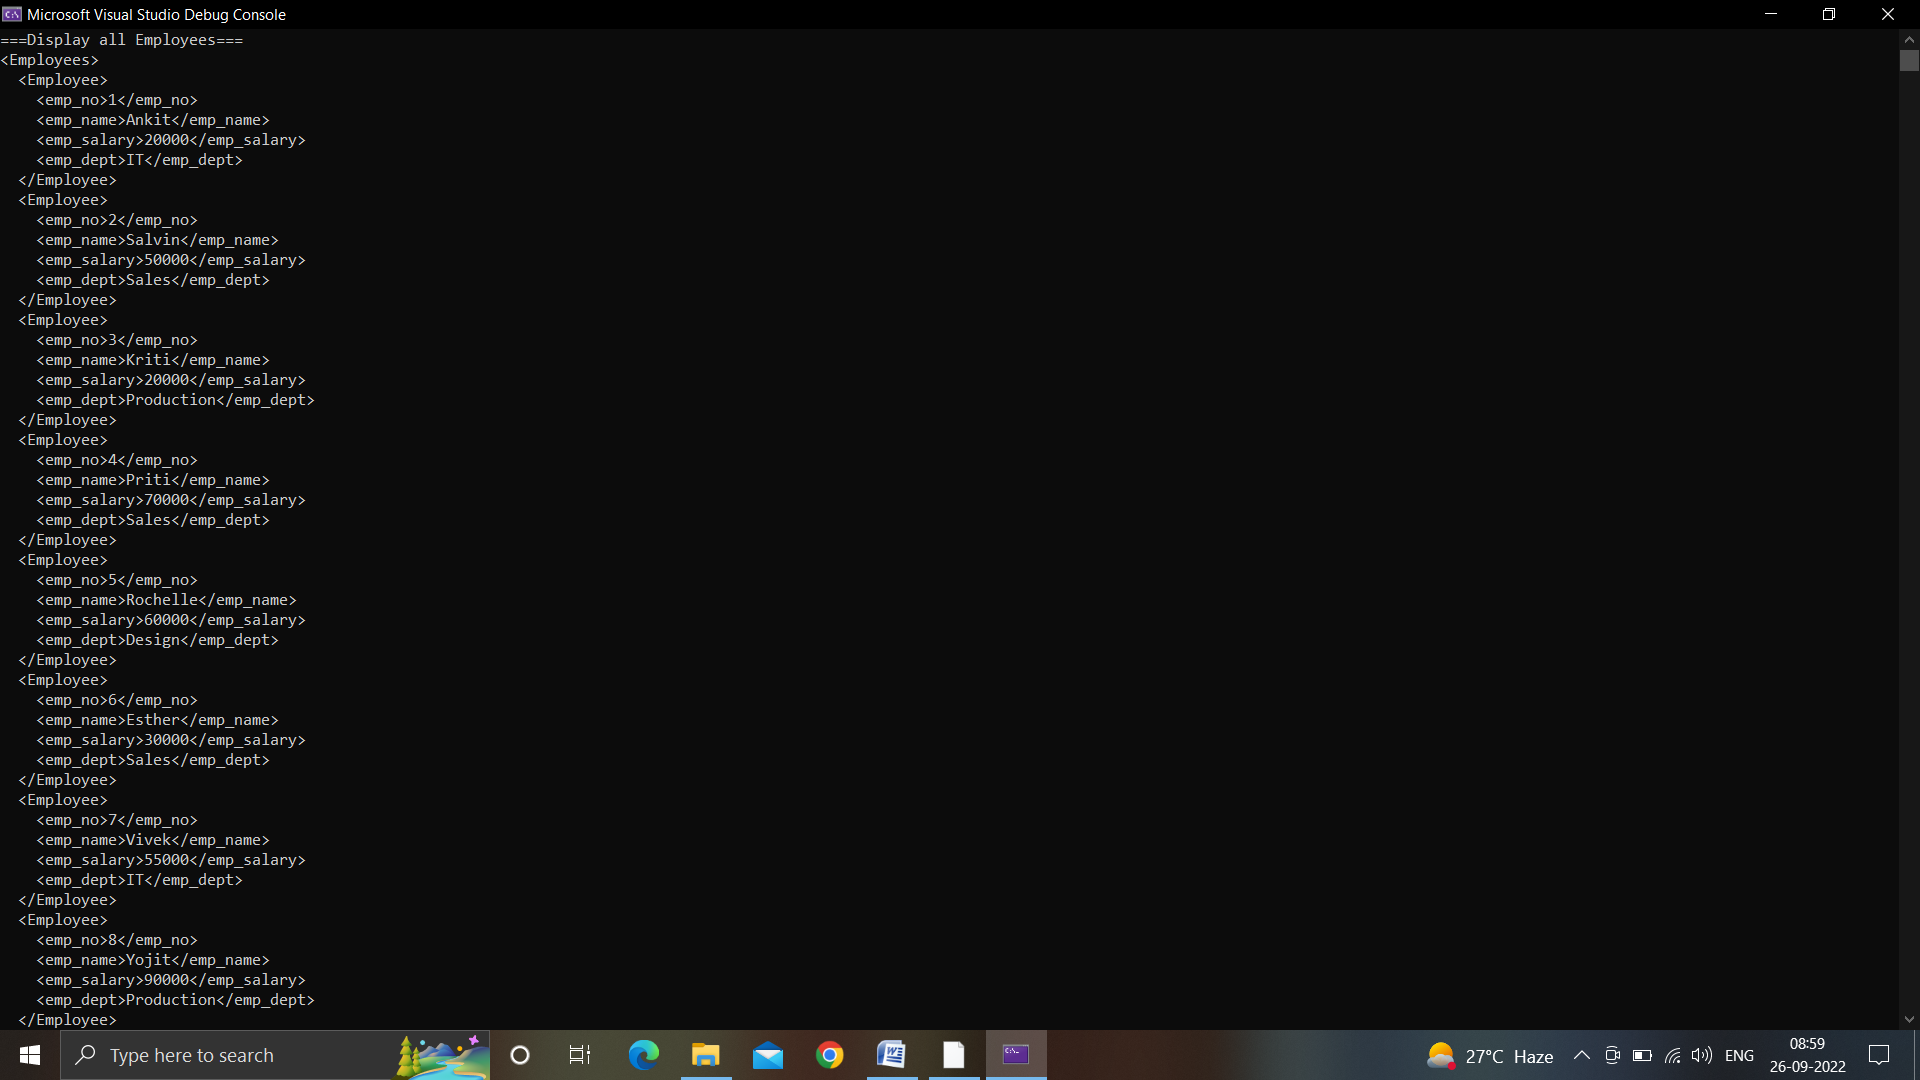 Microsoft Visual Studio Debug Console
===Display all Employees===
<Employees>
  <Employee>
    <emp_no>1</emp_no>
    <emp_name>Ankit</emp_name>
    <emp_salary>20000</emp_salary>
    <emp_dept>IT</emp_dept>
  </Employee>
  <Employee>
    <emp_no>2</emp_no>
    <emp_name>Salvin</emp_name>
    <emp_salary>50000</emp_salary>
    <emp_dept>Sales</emp_dept>
  </Employee>
  <Employee>
    <emp_no>3</emp_no>
    <emp_name>Kriti</emp_name>
    <emp_salary>20000</emp_salary>
    <emp_dept>Production</emp_dept>
  </Employee>
  <Employee>
    <emp_no>4</emp_no>
    <emp_name>Priti</emp_name>
    <emp_salary>70000</emp_salary>
    <emp_dept>Sales</emp_dept>
  </Employee>
  <Employee>
    <emp_no>5</emp_no>
    <emp_name>Rochelle</emp_name>
    <emp_salary>60000</emp_salary>
    <emp_dept>Design</emp_dept>
  </Employee>
  <Employee>
    <emp_no>6</emp_no>
    <emp_name>Esther</emp_name>
    <emp_salary>30000</emp_salary>
    <emp_dept>Sales</emp_dept>
  </Employee>
  <Employee>
    <emp_no>7</emp_no>
    <emp_name>Vivek</emp_name>
    <emp_salary>55000</emp_salary>
    <emp_dept>IT</emp_dept>
  </Employee>
  <Employee>
    <emp_no>8</emp_no>
    <emp_name>Yojit</emp_name>
    <emp_salary>90000</emp_salary>
    <emp_dept>Production</emp_dept>
  </Employee>
Type here to search
27°C Haze
ENG
08:59
26-09-2022